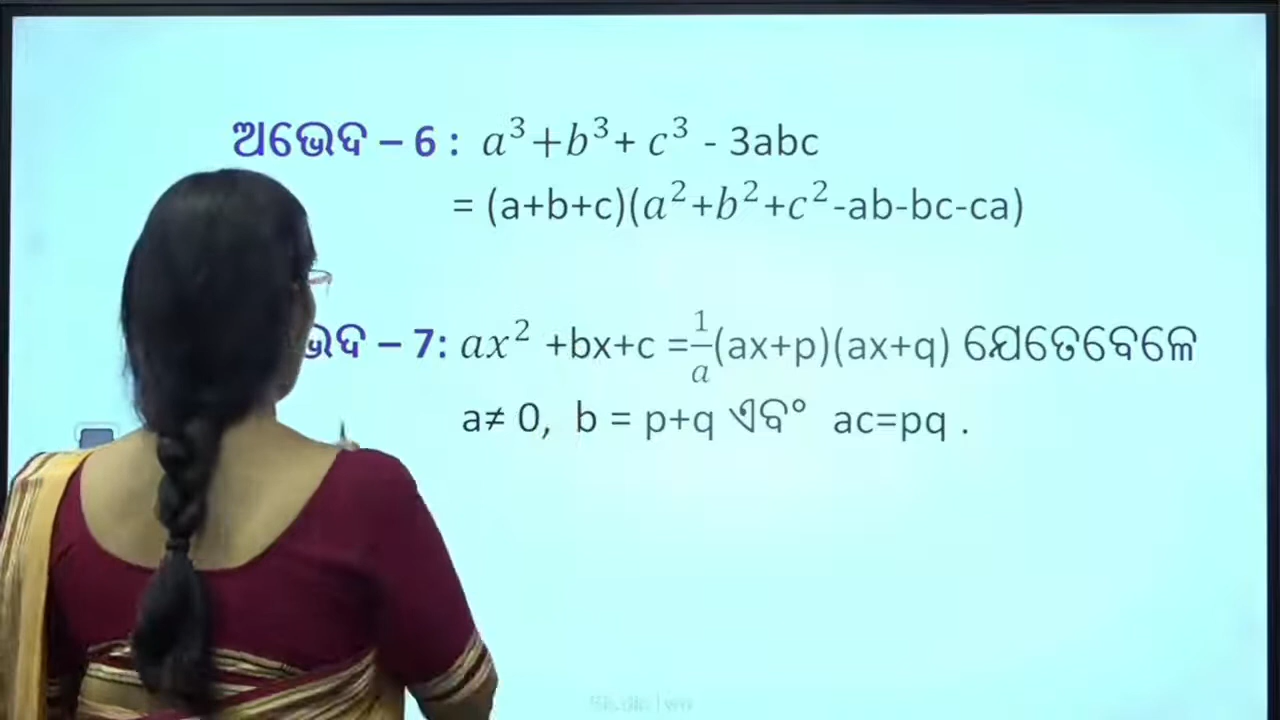 ଅଭେଦ – 6 : a³+b³+ c³ - 3abc
= (a+b+c)(a²+b²+c²-ab-bc-ca)
– 7: ax² +bx+c =1/a(ax+p)(ax+q) ଯେତେବେଳେ
a≠ 0, b = p+q ଏବଂ ac=pq .